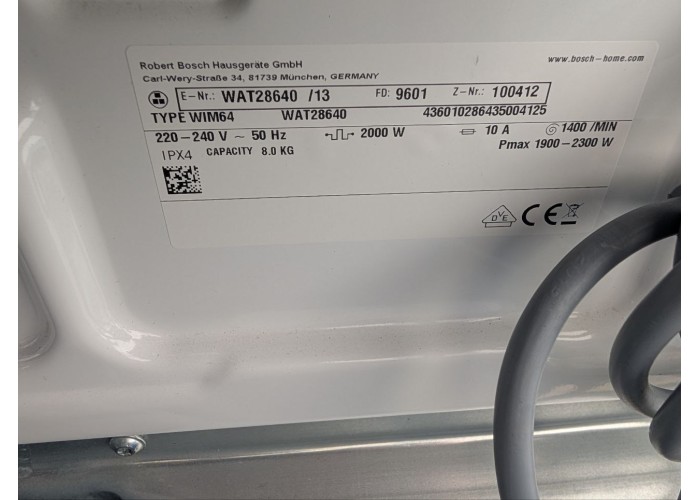 Robert Bosch Hausgeräte GmbH
Carl-Wery-Straße 34, 81739 München, GERMANY
www.bosch-home.com
E-Nr.: WAT28640 /13 FD: 9601 Z-Nr.: 100412
TYPE WIM64 WAT28640 436010286435004125
220-240 V ~ 50 Hz 2000 W 10 A 1400 /MIN
IPX4 CAPACITY 8.0 KG Pmax 1900-2300 W
DVE CE